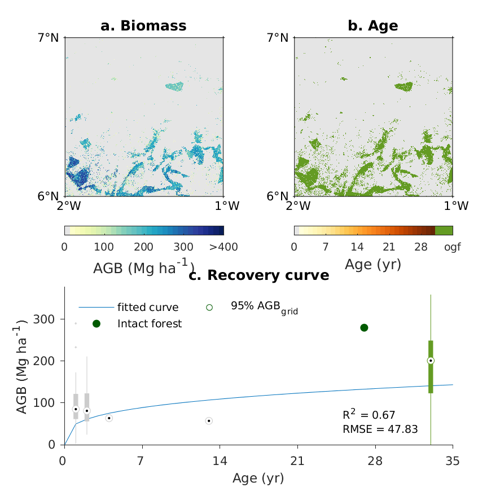 a. Biomass
b. Age
7°N
7°N
6°N
6°N
2°W
1°W
2°W
1°W
0
100
200
300
>400
0
7
14
21
28
ogf
AGB (Mg ha⁻¹)
Age (yr)
c. Recovery curve
fitted curve
95% AGB_grid
Intact forest
AGB (Mg ha⁻¹)
300
200
100
0
R² = 0.67
RMSE = 47.83
0
7
14
21
28
35
Age (yr)